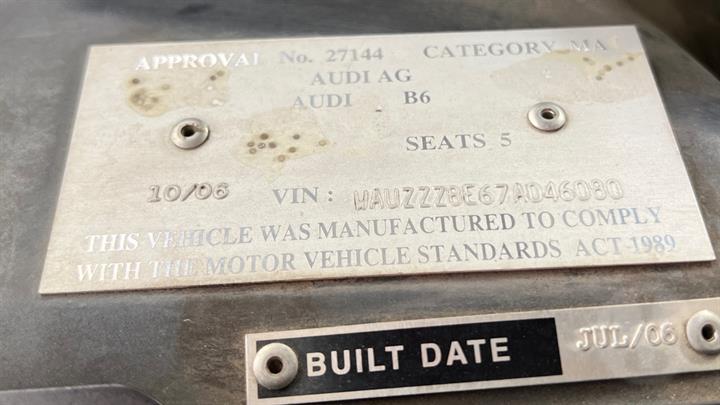 APPROVAL No. 27144 CATEGORY MA
AUDI AG
AUDI B6
SEATS 5
10/06 VIN: WAUZZZ8E67A046080
THIS VEHICLE WAS MANUFACTURED TO COMPLY
WITH THE MOTOR VEHICLE STANDARDS ACT 1989
BUILT DATE JUL/06